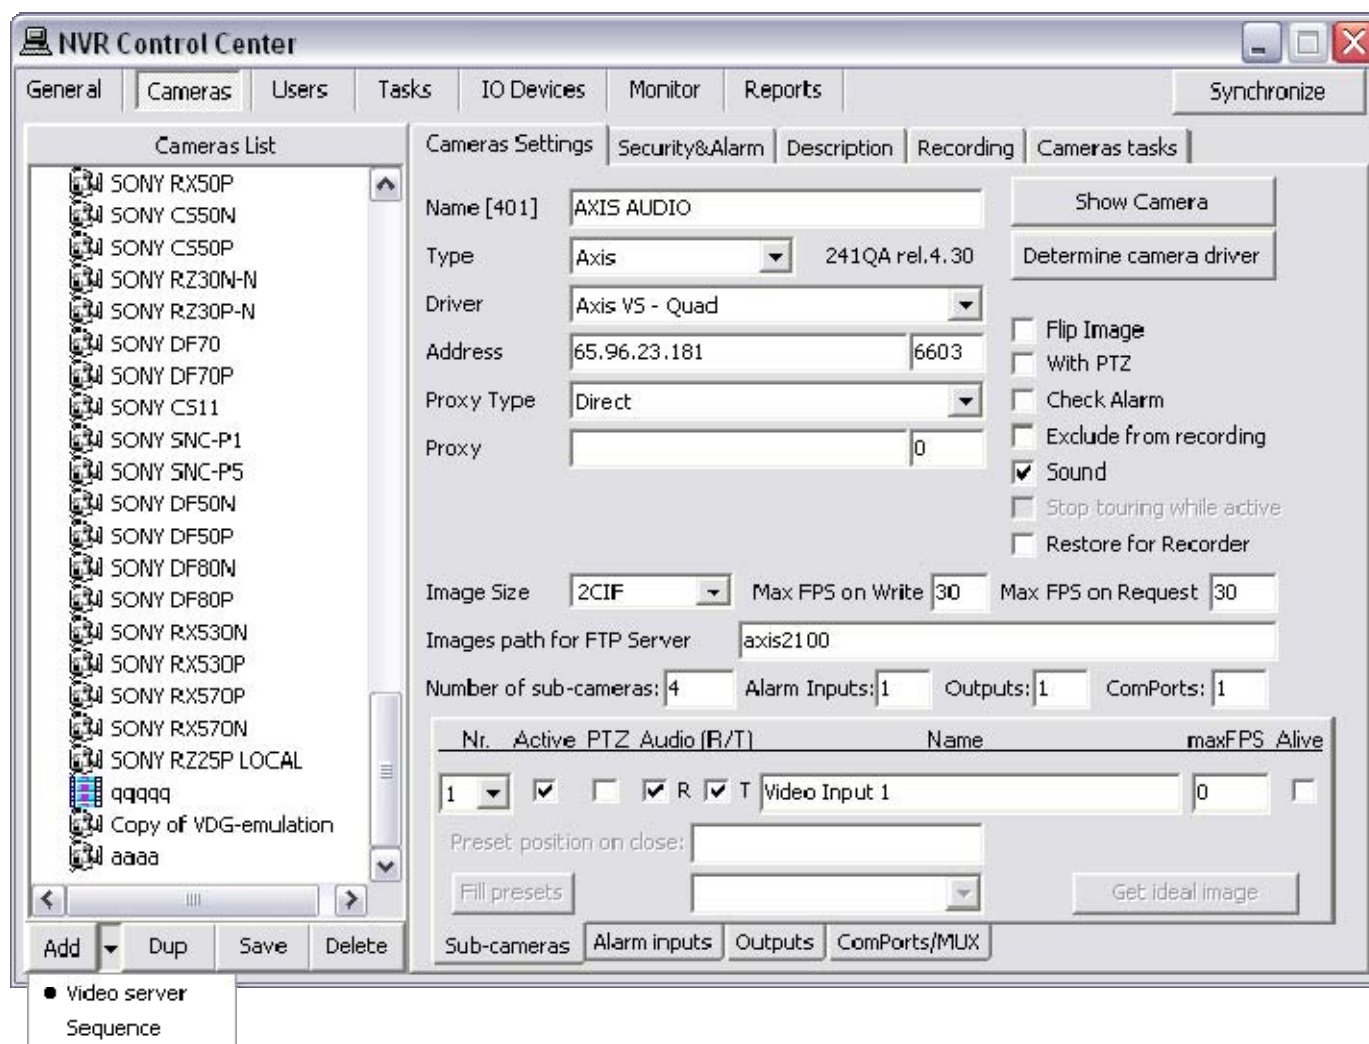 NVR Control Center
General Cameras Users Tasks IO Devices Monitor Reports Synchronize
Cameras List
SONY RX50P
SONY CS50N
SONY CS50P
SONY RZ30N-N
SONY RZ30P-N
SONY DF70
SONY DF70P
SONY CS11
SONY SNC-P1
SONY SNC-P5
SONY DF50N
SONY DF50P
SONY DF80N
SONY DF80P
SONY RX530N
SONY RX530P
SONY RX570P
SONY RX570N
SONY RZ25P LOCAL
qqqqq
Copy of VDG-emulation
aaaa
Add Dup Save Delete
Video server
Sequence
Cameras Settings Security&Alarm Description Recording Cameras tasks
Name [401] AXIS AUDIO Show Camera
Type Axis 241QA rel.4.30 Determine camera driver
Driver Axis VS - Quad
Address 65.96.23.181 6603
Proxy Type Direct
Proxy 0
Flip Image
With PTZ
Check Alarm
Exclude from recording
Sound
Stop touring while active
Restore for Recorder
Image Size 2CIF Max FPS on Write 30 Max FPS on Request 30
Images path for FTP Server axis2100
Number of sub-cameras: 4 Alarm Inputs: 1 Outputs: 1 ComPorts: 1
Nr. Active PTZ Audio (R/T) Name maxFPS Alive
1 R T Video Input 1 0
Preset position on close:
Fill presets Get ideal image
Sub-cameras Alarm inputs Outputs ComPorts/MUX